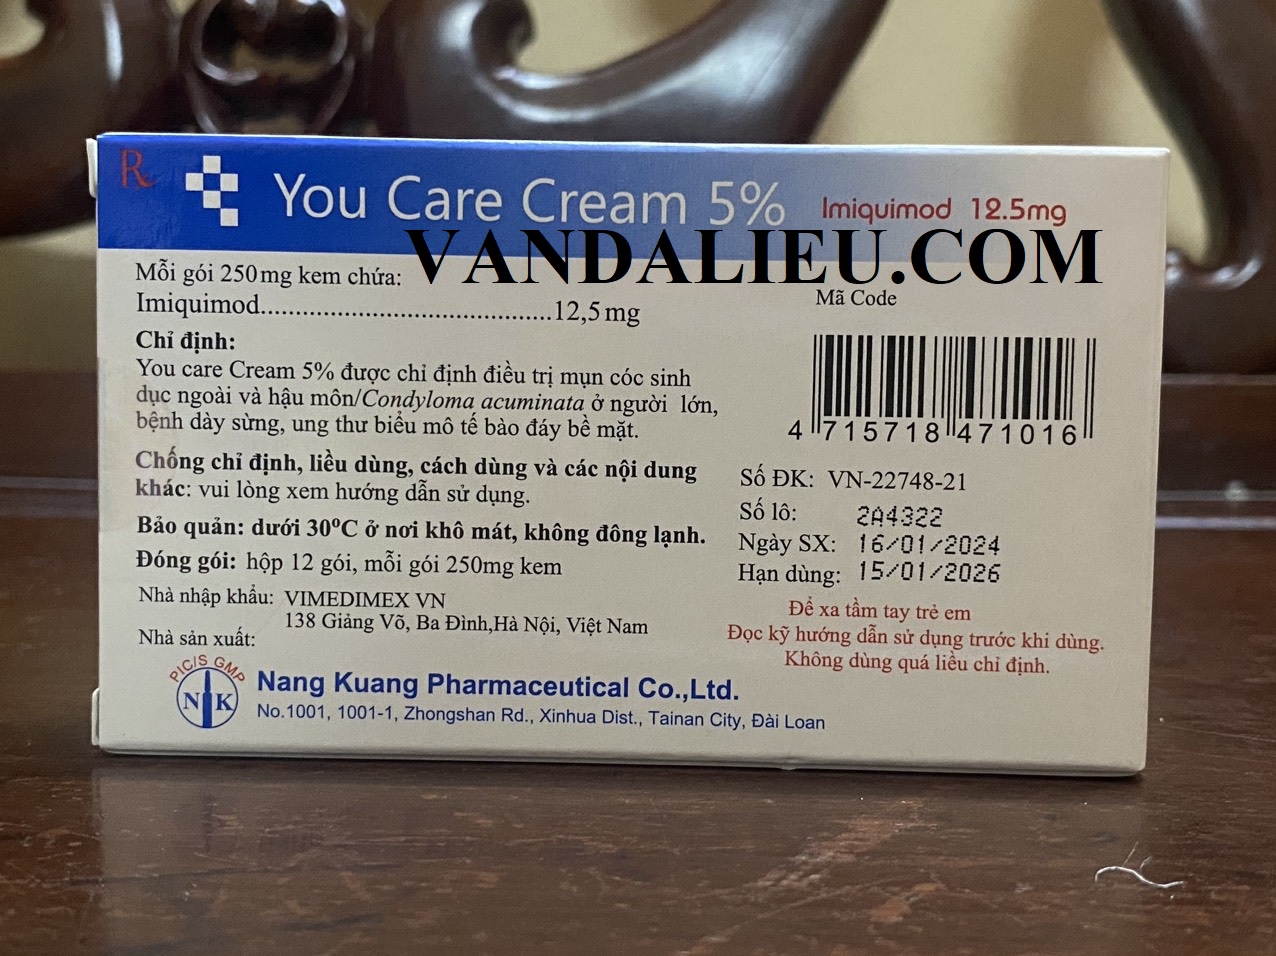 Rx
You Care Cream 5% Imiquimod 12.5mg
VANDALIEU.COM
Mỗi gói 250mg kem chứa:
Imiquimod..........................................12,5mg
Chỉ định:
You care Cream 5% được chỉ định điều trị mụn cóc sinh
dục ngoài và hậu môn/Condyloma acuminata ở người lớn,
bệnh dày sừng, ung thư biểu mô tế bào đáy bề mặt.
Chống chỉ định, liều dùng, cách dùng và các nội dung
khác: vui lòng xem hướng dẫn sử dụng.
Bảo quản: dưới 30ºC ở nơi khô mát, không đông lạnh.
Đóng gói: hộp 12 gói, mỗi gói 250mg kem
Nhà nhập khẩu: VIMEDIMEX VN
138 Giảng Võ, Ba Đình,Hà Nội, Việt Nam
Nhà sản xuất:
PIC/S GMP
NK
Nang Kuang Pharmaceutical Co.,Ltd.
No.1001, 1001-1, Zhongshan Rd., Xinhua Dist., Tainan City, Đài Loan
Mã Code
4 715718 471016
Số ĐK: VN-22748-21
Số lô: 2A4322
Ngày SX: 16/01/2024
Hạn dùng: 15/01/2026
Để xa tầm tay trẻ em
Đọc kỹ hướng dẫn sử dụng trước khi dùng.
Không dùng quá liều chỉ định.